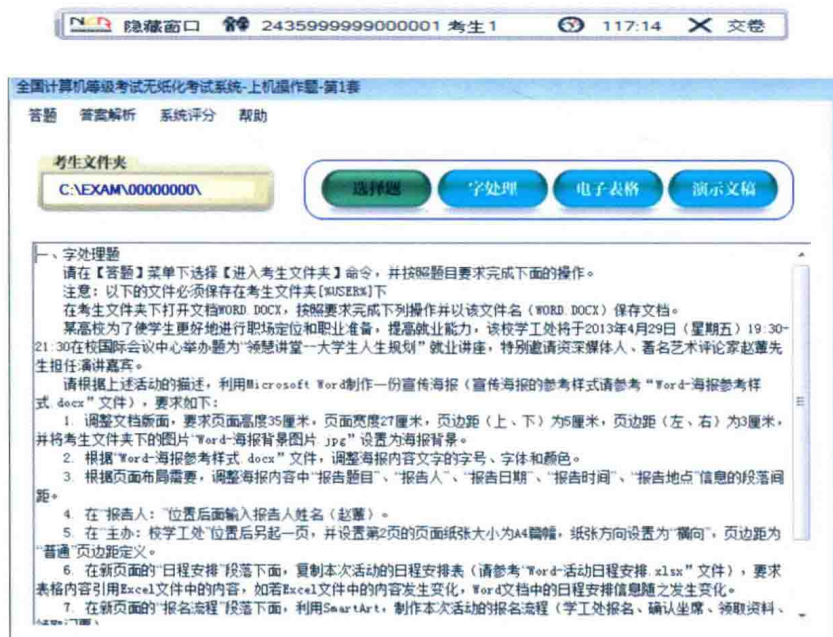 NCR 隐藏窗口 2435999999000001 考生1 117:14 交卷
全国计算机等级考试无纸化考试系统-上机操作题-第1套
答题 答案解析 系统评分 帮助
考生文件夹
C:\EXAM\00000000\
选择题 字处理 电子表格 演示文稿
一、字处理题
请在【答题】菜单下选择【进入考生文件夹】命令，并按照题目要求完成下面的操作。
注意：以下的文件必须保存在考生文件夹[%USER%]下
在考生文件夹下打开文档WORD.DOCX，按照要求完成下列操作并以该文件名（WORD.DOCX）保存文档。
某高校为了使学生更好地进行职场定位和职业准备，提高就业能力，该校学工处将于2013年4月29日（星期五）19:30-
21:30在校国际会议中心举办题为“领慧讲堂--大学生人生规划”就业讲座，特别邀请资深媒体人、著名艺术评论家赵蕈先
生担任演讲嘉宾。
请根据上述活动的描述，利用Microsoft Word制作一份宣传海报（宣传海报的参考样式请参考“Word-海报参考样
式.docx”文件），要求如下：
1. 调整文档版面，要求页面高度35厘米，页面宽度27厘米，页边距（上、下）为5厘米，页边距（左、右）为3厘米，
并将考生文件夹下的图片“Word-海报背景图片.jpg”设置为海报背景。
2. 根据“Word-海报参考样式.docx”文件，调整海报内容文字的字号、字体和颜色。
3. 根据页面布局需要，调整海报内容中“报告题目”、“报告人”、“报告日期”、“报告时间”、“报告地点”信息的段落间
距。
4. 在“报告人：”位置后面输入报告人姓名（赵蕈）。
5. 在“主办：校学工处”位置后另起一页，并设置第2页的页面纸张大小为A4篇幅，纸张方向设置为“横向”，页边距为
“普通”页边距定义。
6. 在新页面的“日程安排”段落下面，复制本次活动的日程安排表（请参考“Word-活动日程安排.xlsx”文件），要求
表格内容引用Excel文件中的内容，如若Excel文件中的内容发生变化，Word文档中的日程安排信息随之发生变化。
7. 在新页面的“报名流程”段落下面，利用SmartArt，制作本次活动的报名流程（学工处报名、确认坐席、领取资料、